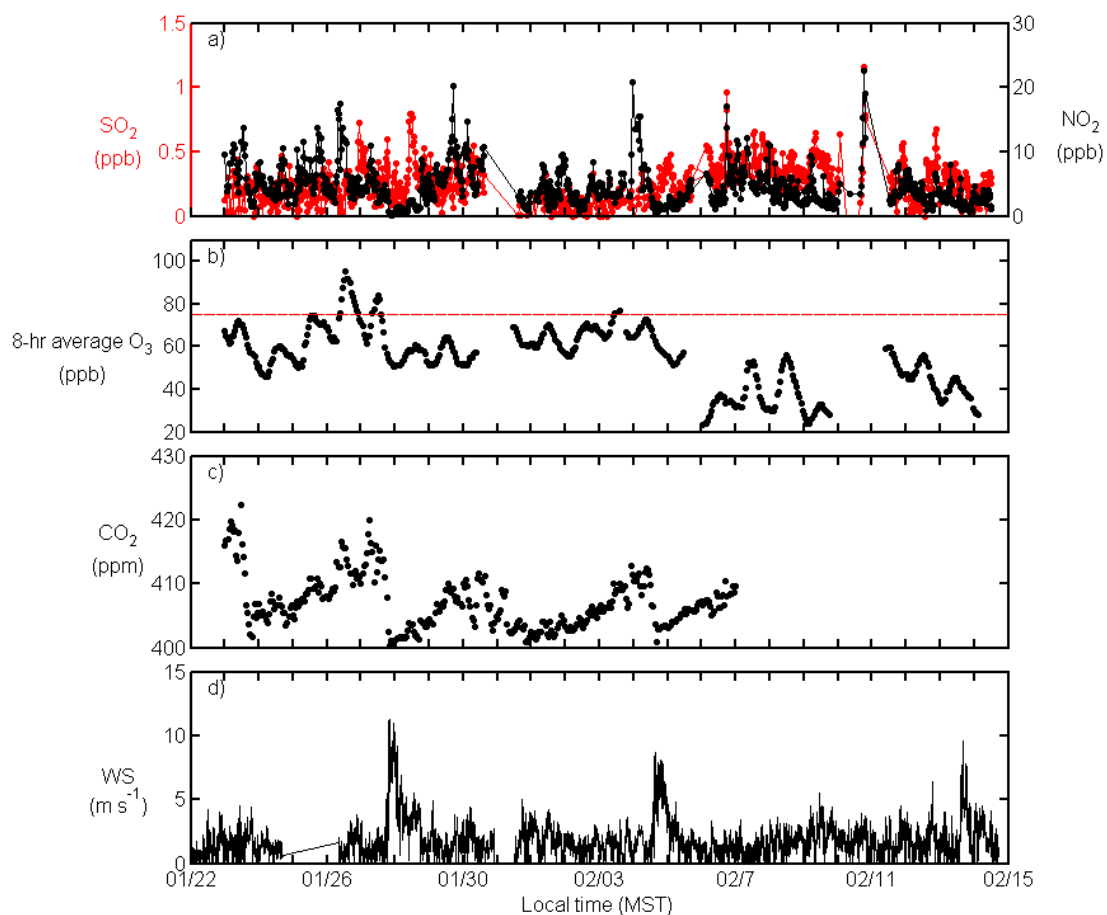 a)
1.5
1
0.5
0
SO2
(ppb)
30
20
10
0
NO2
(ppb)
b)
100
80
60
40
20
8-hr average O3
(ppb)
c)
430
420
410
400
CO2
(ppm)
d)
15
10
5
0
WS
(m s-1)
01/22 01/26 01/30 02/03 02/7 02/11 02/15
Local time (MST)